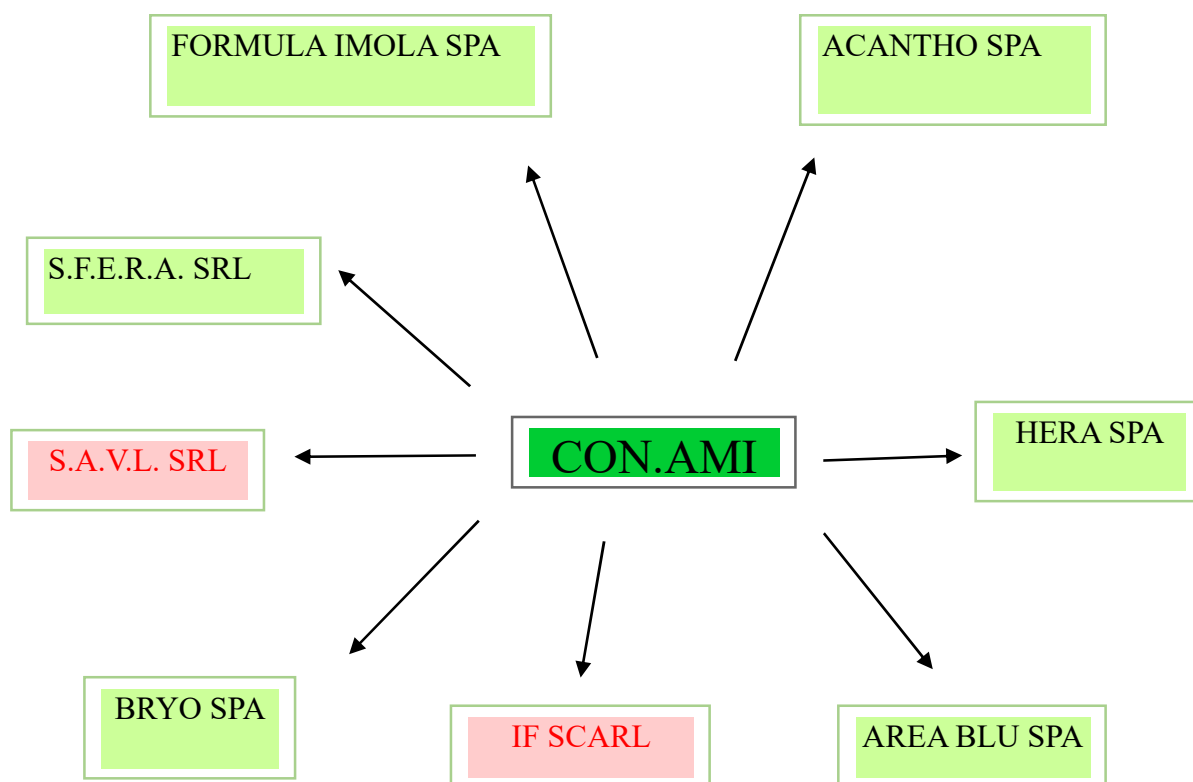 FORMULA IMOLA SPA
ACANTHO SPA
S.F.E.R.A. SRL
S.A.V.L. SRL
CON.AMI
HERA SPA
BRYO SPA
IF SCARL
AREA BLU SPA